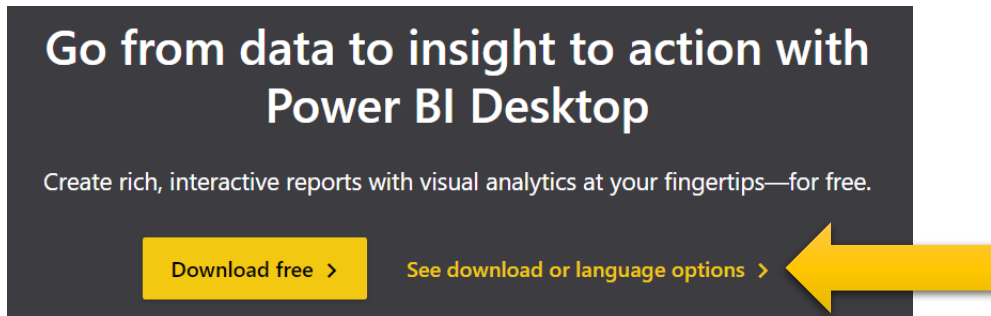 Go from data to insight to action with
Power BI Desktop
Create rich, interactive reports with visual analytics at your fingertips—for free.
Download free >
See download or language options >